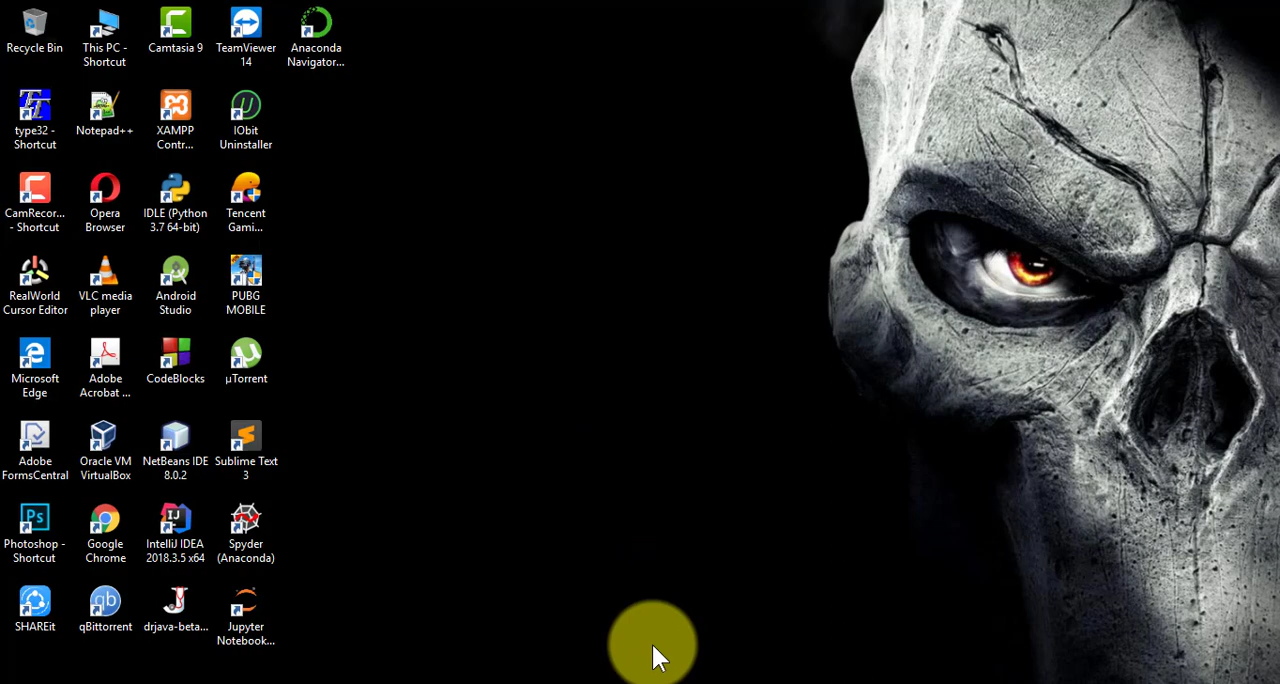 Recycle Bin
This PC -
Shortcut
Camtasia 9
TeamViewer
14
Anaconda
Navigator...
type32 -
Shortcut
Notepad++
XAMPP
Contr...
IObit
Uninstaller
CamRecor...
- Shortcut
Opera
Browser
IDLE (Python
3.7 64-bit)
Tencent
Gami...
RealWorld
Cursor Editor
VLC media
player
Android
Studio
PUBG
MOBILE
Microsoft
Edge
Adobe
Acrobat ...
CodeBlocks
µTorrent
Adobe
FormsCentral
Oracle VM
VirtualBox
NetBeans IDE
8.0.2
Sublime Text
3
Ps
Photoshop -
Shortcut
Google
Chrome
IJ
IntelliJ IDEA
2018.3.5 x64
Spyder
(Anaconda)
SHAREit
qb
qBittorrent
drjava-beta...
Jupyter
Notebook...